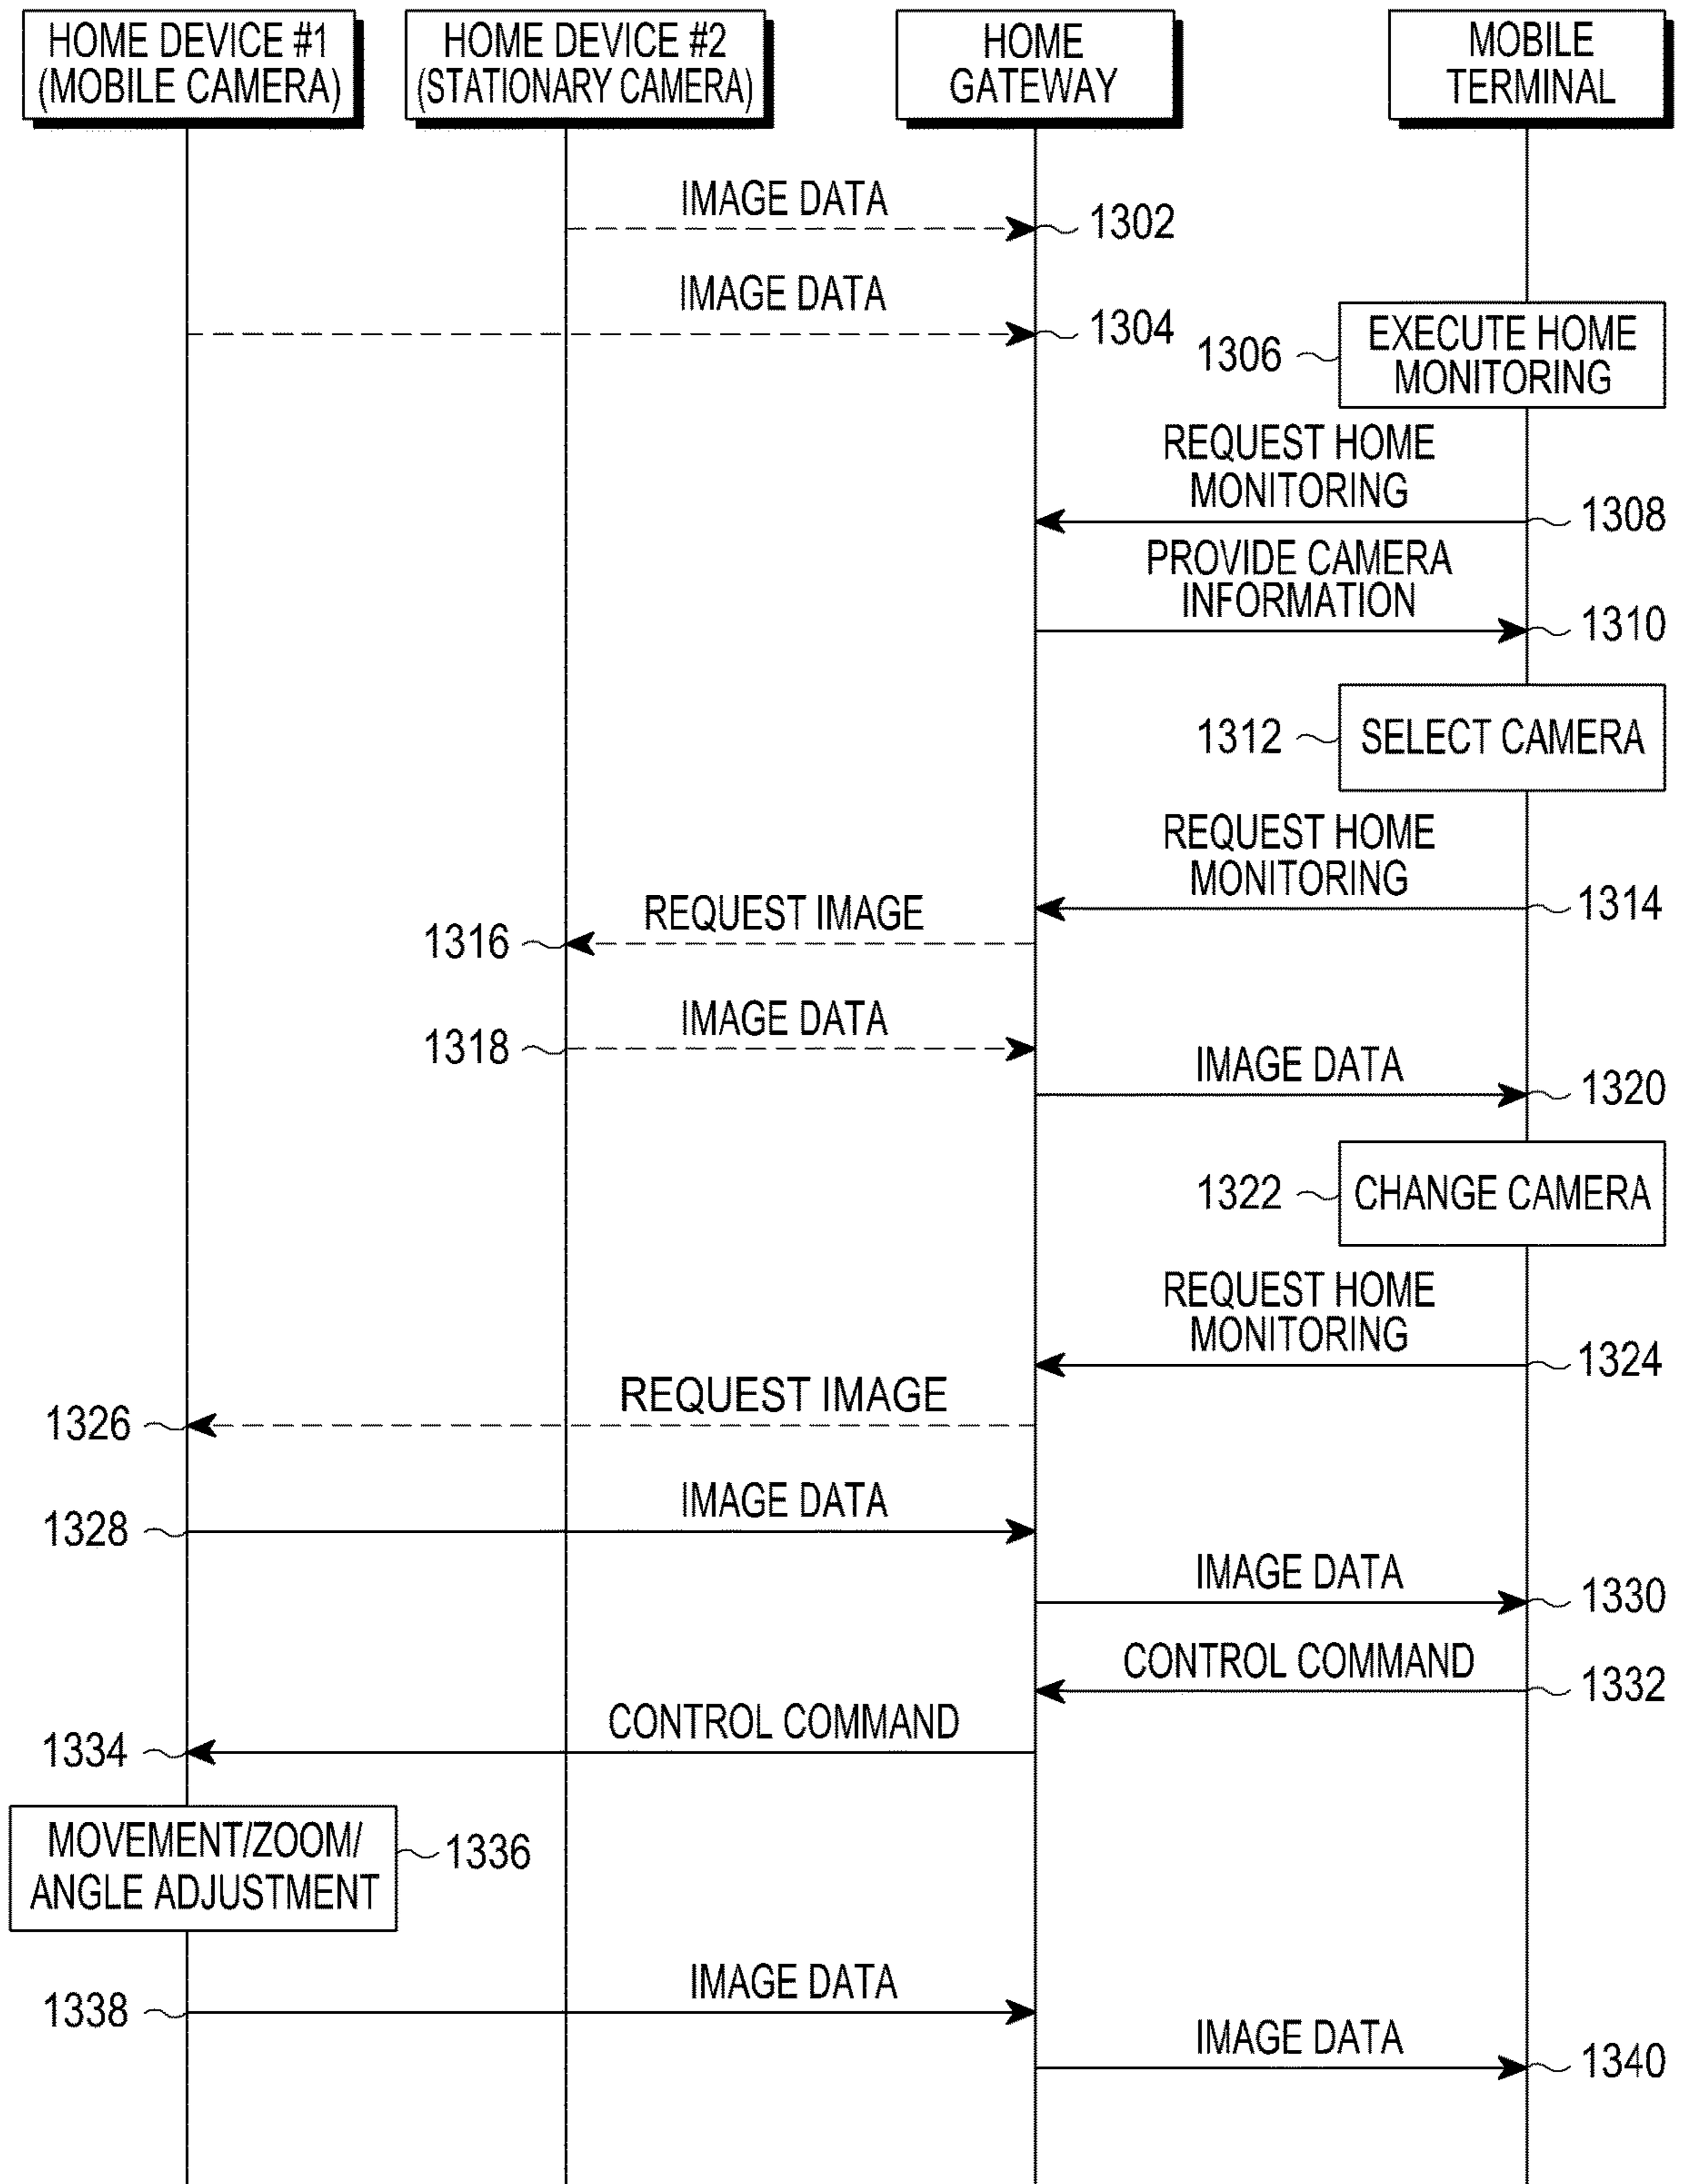 HOME DEVICE #1
(MOBILE CAMERA)
HOME DEVICE #2
(STATIONARY CAMERA)
HOME
GATEWAY
MOBILE
TERMINAL
IMAGE DATA
1302
IMAGE DATA
1304
1306
EXECUTE HOME
MONITORING
REQUEST HOME
MONITORING
1308
PROVIDE CAMERA
INFORMATION
1310
1312
SELECT CAMERA
REQUEST HOME
MONITORING
1314
REQUEST IMAGE
1316
IMAGE DATA
1318
IMAGE DATA
1320
1322
CHANGE CAMERA
REQUEST HOME
MONITORING
1324
REQUEST IMAGE
1326
IMAGE DATA
1328
IMAGE DATA
1330
CONTROL COMMAND
1332
CONTROL COMMAND
1334
MOVEMENT/ZOOM/
ANGLE ADJUSTMENT
1336
IMAGE DATA
1338
IMAGE DATA
1340